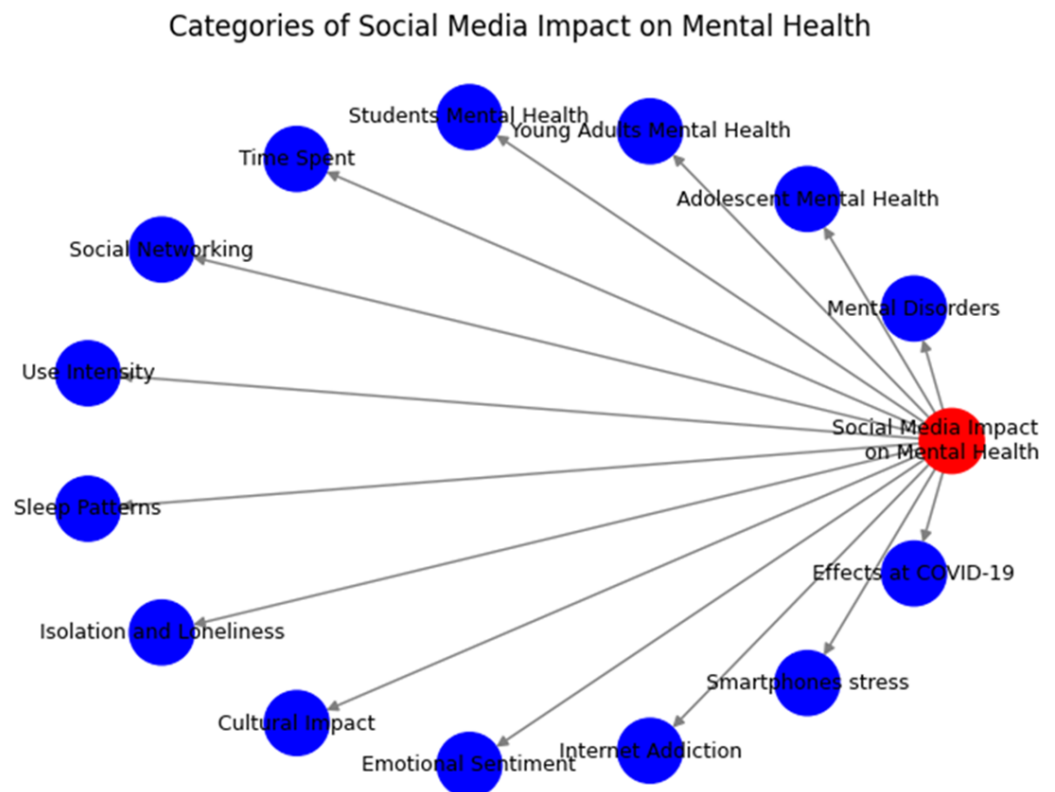 Categories of Social Media Impact on Mental Health
Students Mental Health
Young Adults Mental Health
Time Spent
Adolescent Mental Health
Social Networking
Mental Disorders
Use Intensity
Social Media Impact
on Mental Health
Sleep Patterns
Effects at COVID-19
Isolation and Loneliness
Smartphones stress
Cultural Impact
Internet Addiction
Emotional Sentiment